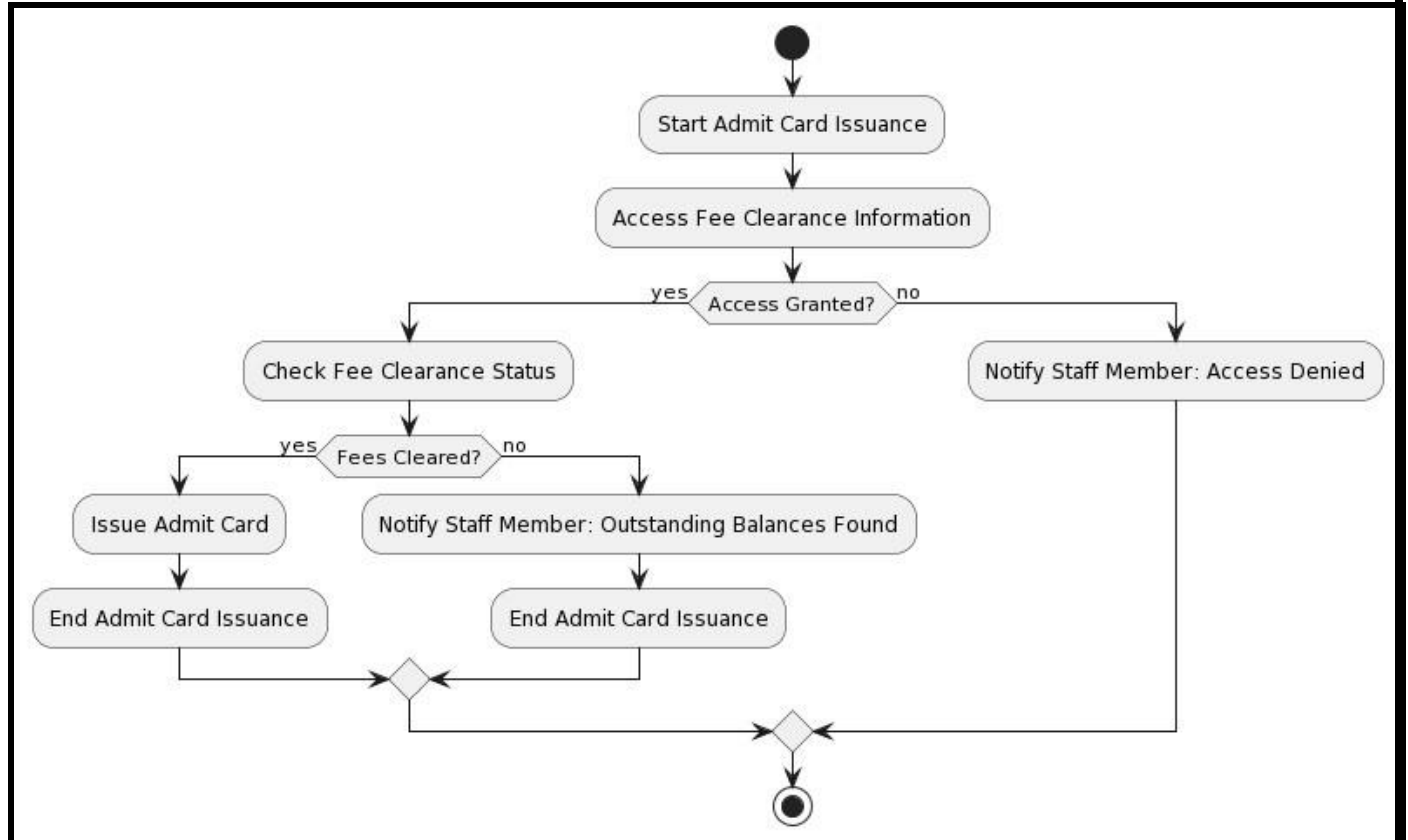 Start Admit Card Issuance
Access Fee Clearance Information
yes
Access Granted?
no
Check Fee Clearance Status
Notify Staff Member: Access Denied
yes
Fees Cleared?
no
Issue Admit Card
Notify Staff Member: Outstanding Balances Found
End Admit Card Issuance
End Admit Card Issuance